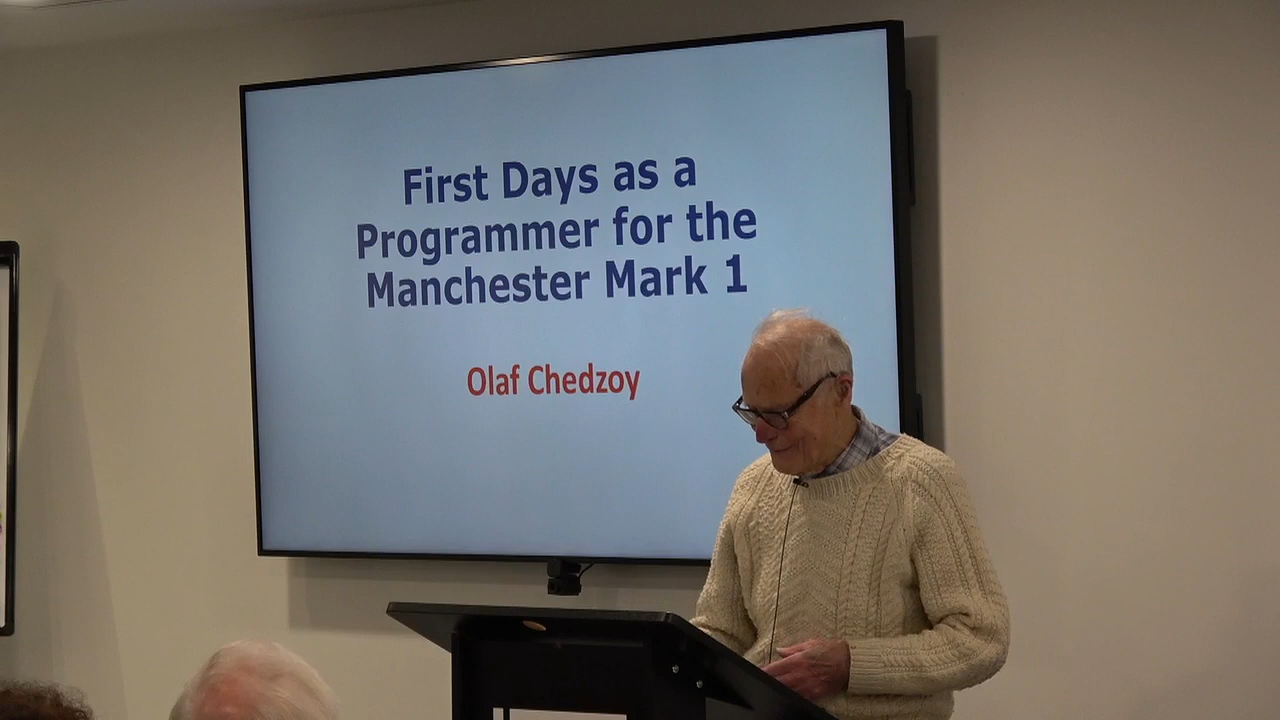 First Days as a
Programmer for the
Manchester Mark 1
Olaf Chedzoy